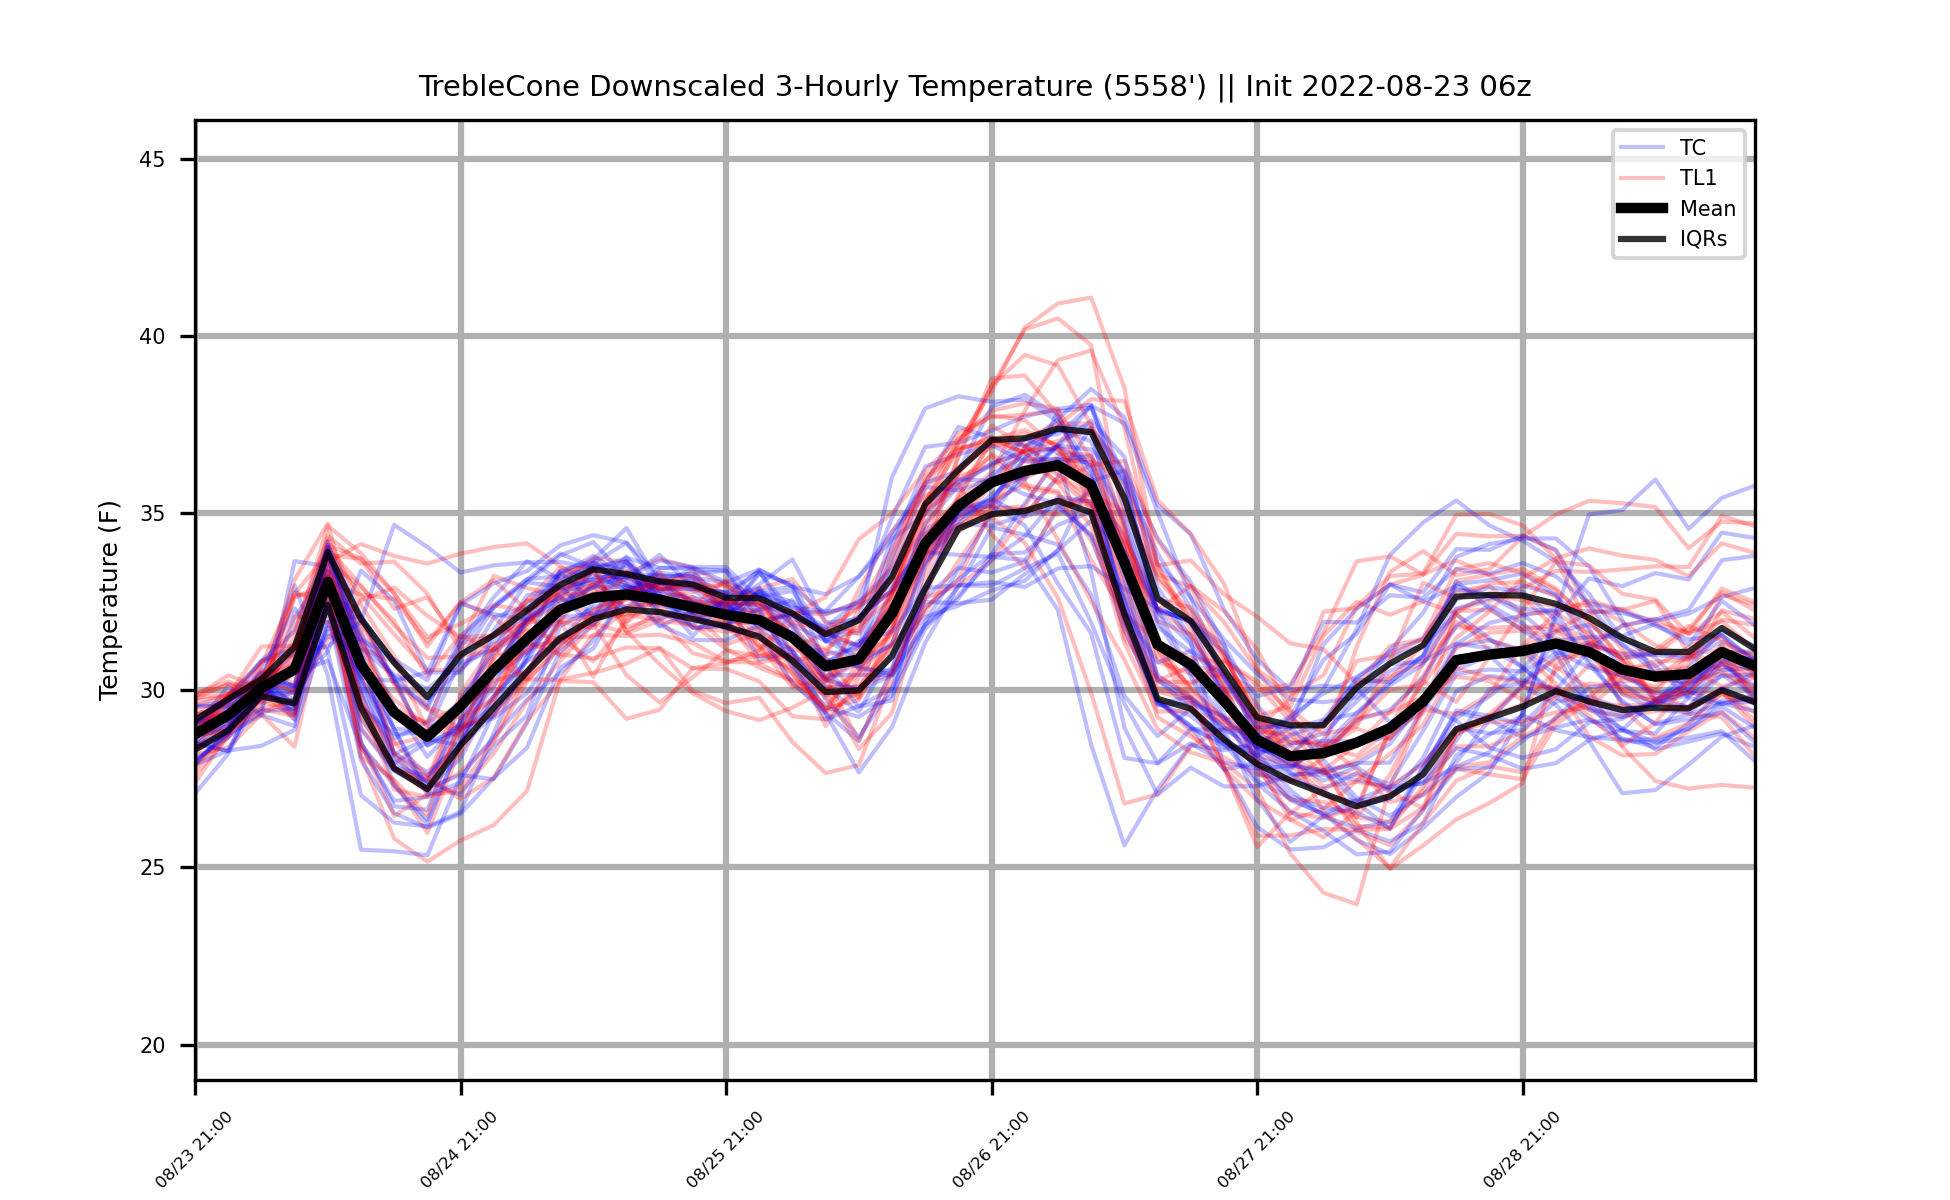 TrebleCone Downscaled 3-Hourly Temperature (5558') || Init 2022-08-23 06z
TC
TL1
Mean
IQRs
Temperature (F)
45
40
35
30
25
20
08/23 21:00
08/24 21:00
08/25 21:00
08/26 21:00
08/27 21:00
08/28 21:00